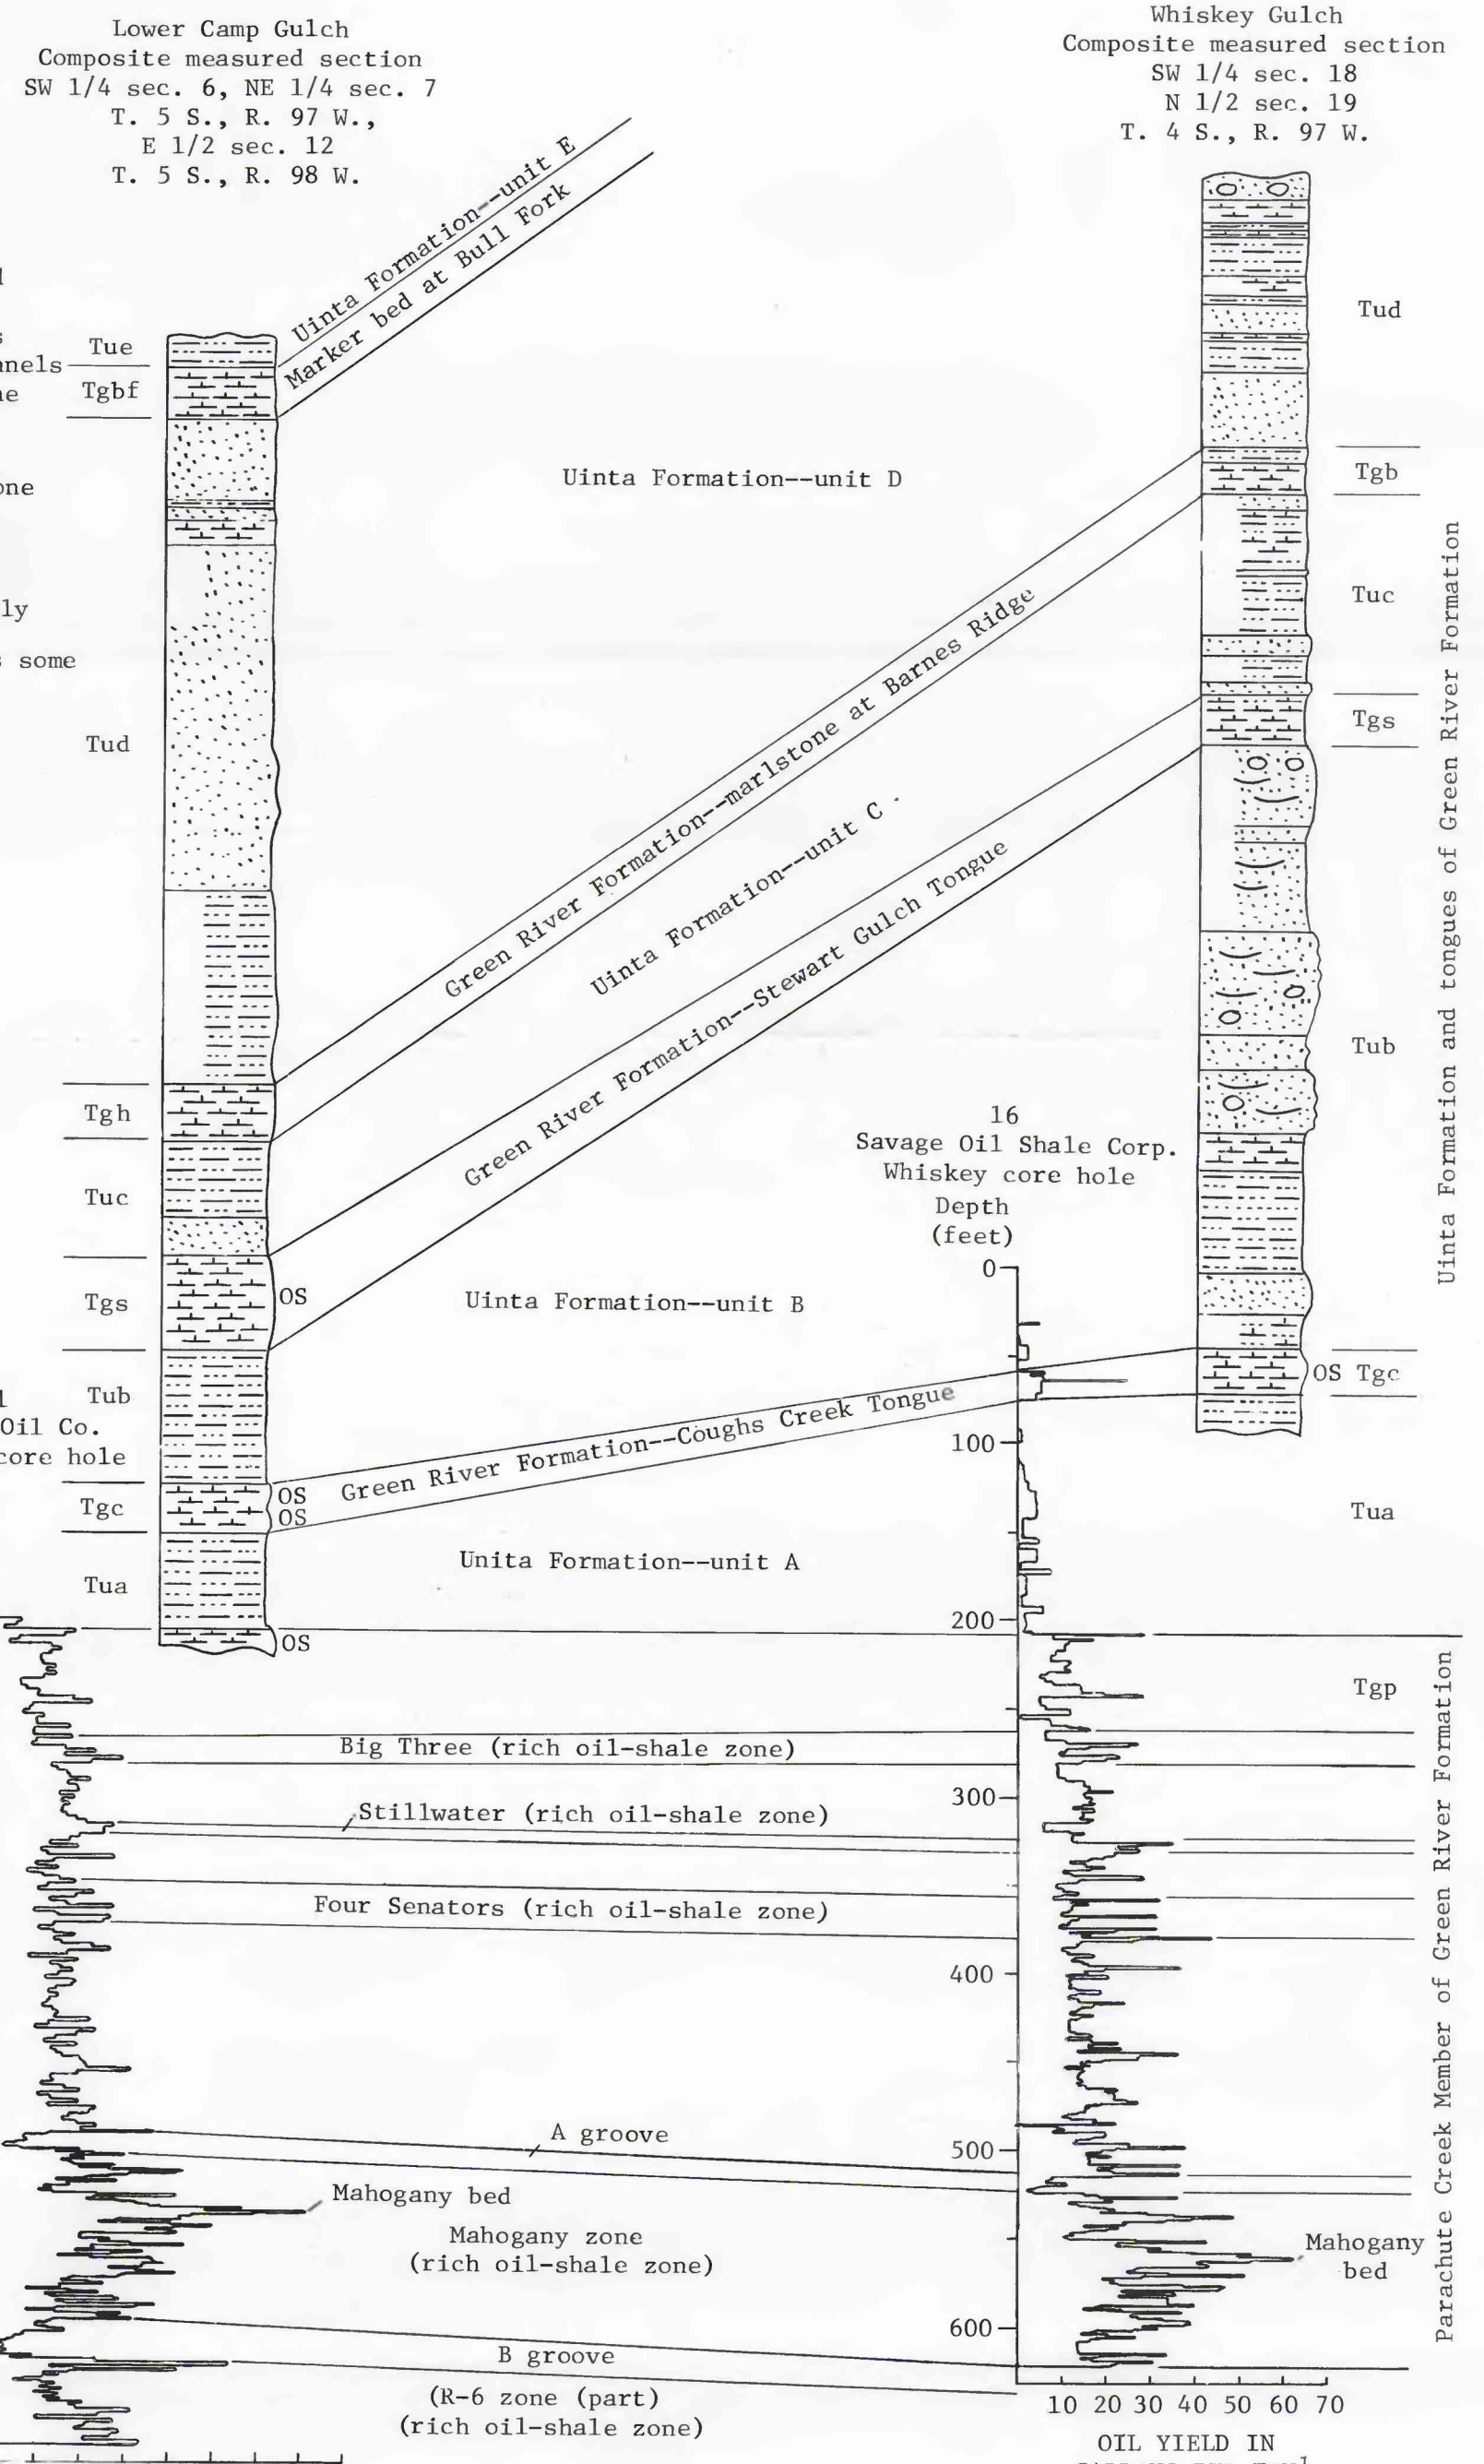 Lower Camp Gulch
Composite measured section
SW 1/4 sec. 6, NE 1/4 sec. 7
T. 5 S., R. 97 W.,
E 1/2 sec. 12
T. 5 S., R. 98 W.
Whiskey Gulch
Composite measured section
SW 1/4 sec. 18
N 1/2 sec. 19
T. 4 S., R. 97 W.
Uinta Formation--unit E
Marker bed at Bull Fork
Tue
Tgbf
Tud
Tgh
Tuc
Tgs
OS
Tub
Oil Co.
core hole
Tgc
OS
OS
Tua
OS
some
Uinta Formation--unit D
Green River Formation--marlstone at Barnes Ridge
Uinta Formation--unit C
Green River Formation--Stewart Gulch Tongue
Uinta Formation--unit B
Green River Formation--Coughs Creek Tongue
Unita Formation--unit A
16
Savage Oil Shale Corp.
Whiskey core hole
Depth
(feet)
0
100
200
300
400
500
600
Tud
Tgb
Tuc
Tgs
Tub
OS Tgc
Tua
Tgp
Uinta Formation and tongues of Green River Formation
Big Three (rich oil-shale zone)
Stillwater (rich oil-shale zone)
Four Senators (rich oil-shale zone)
A groove
Mahogany bed
Mahogany zone
(rich oil-shale zone)
B groove
(R-6 zone (part)
(rich oil-shale zone)
Mahogany
bed
Parachute Creek Member of Green River Formation
10 20 30 40 50 60 70
OIL YIELD IN